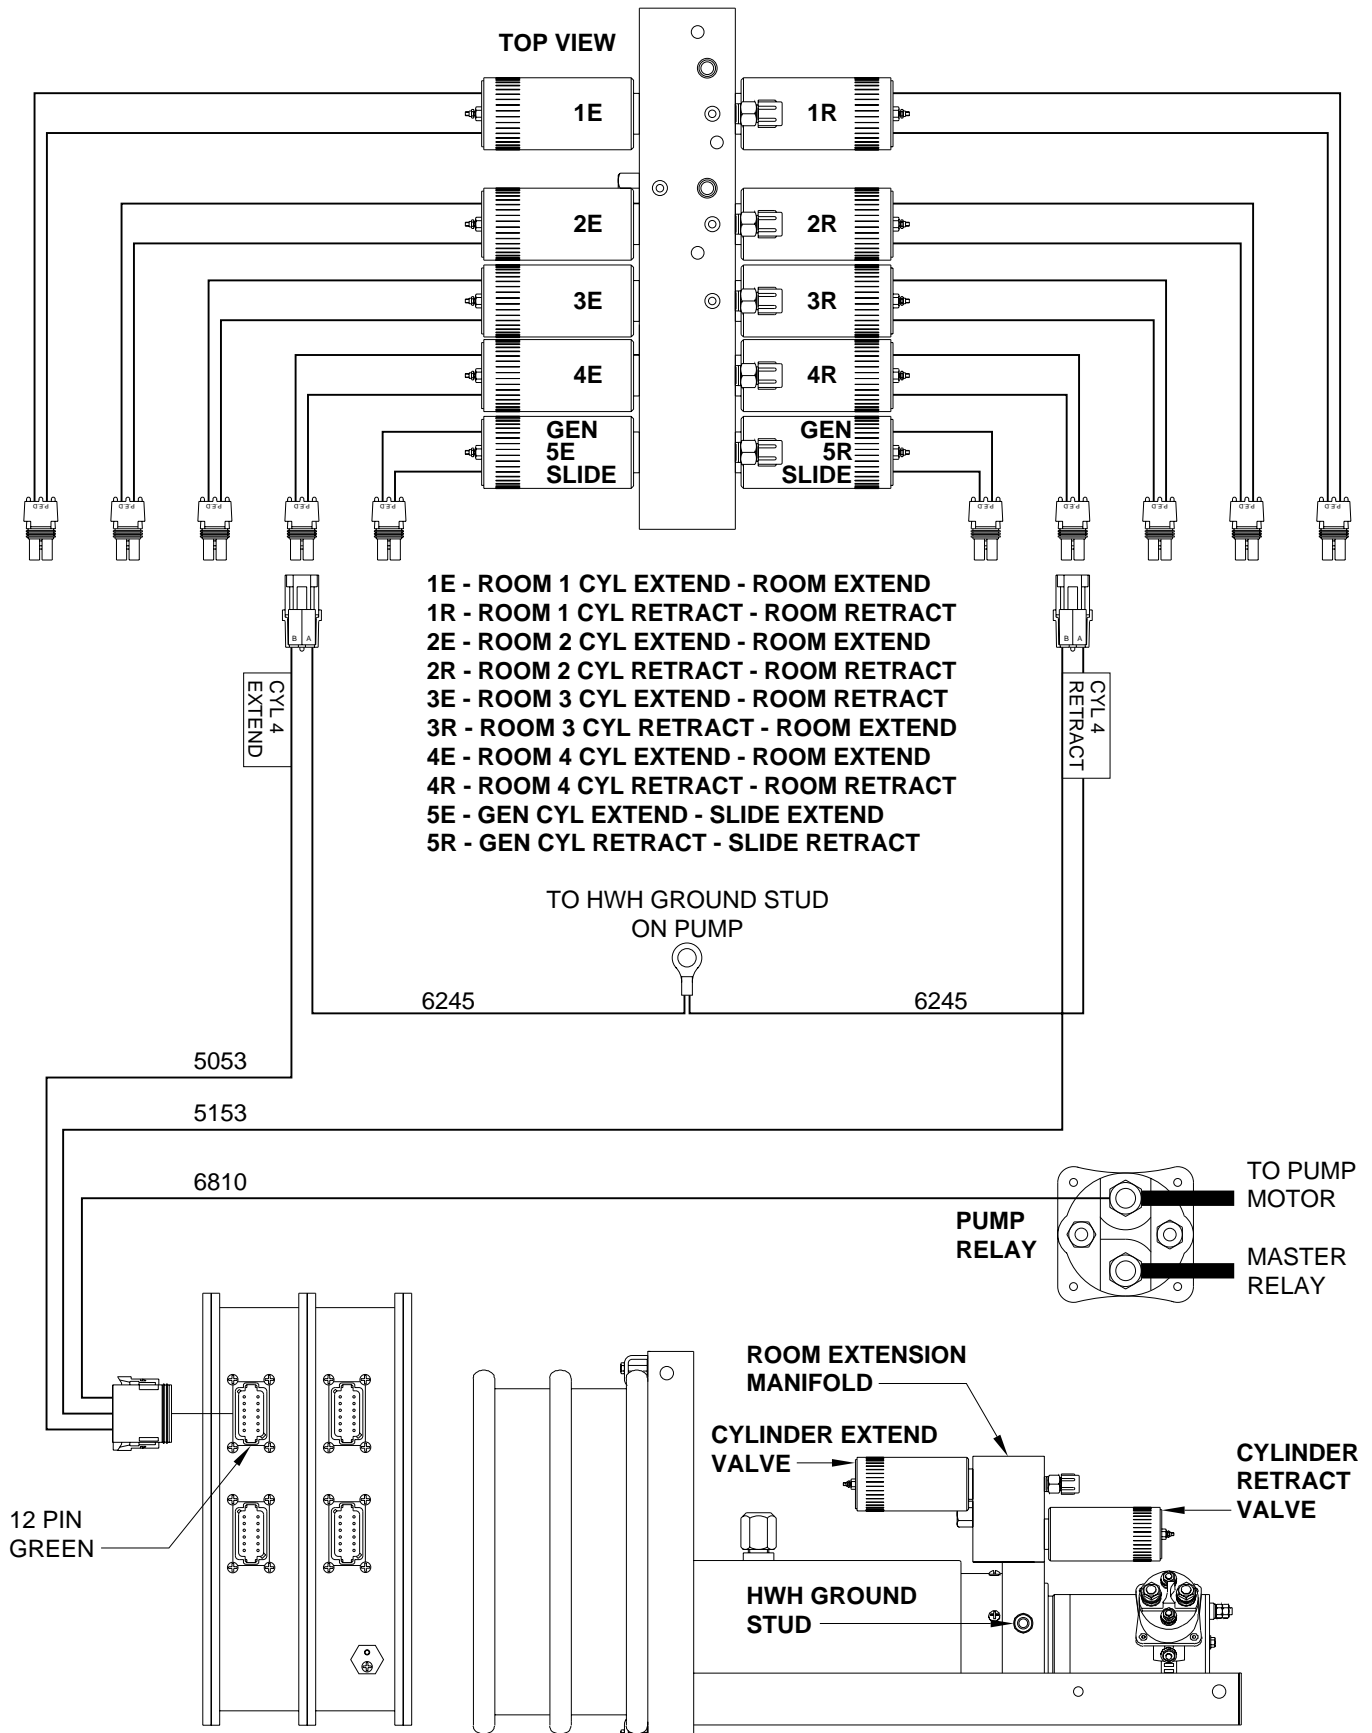 TOP VIEW
1E
1R
2E
2R
3E
3R
4E
4R
GEN
5E
SLIDE
GEN
5R
SLIDE
P.E.D
P.E.D
P.E.D
P.E.D
P.E.D
P.E.D
P.E.D
P.E.D
P.E.D
P.E.D
1E - ROOM 1 CYL EXTEND - ROOM EXTEND
1R - ROOM 1 CYL RETRACT - ROOM RETRACT
2E - ROOM 2 CYL EXTEND - ROOM EXTEND
2R - ROOM 2 CYL RETRACT - ROOM RETRACT
3E - ROOM 3 CYL EXTEND - ROOM RETRACT
3R - ROOM 3 CYL RETRACT - ROOM EXTEND
4E - ROOM 4 CYL EXTEND - ROOM EXTEND
4R - ROOM 4 CYL RETRACT - ROOM RETRACT
5E - GEN CYL EXTEND - SLIDE EXTEND
5R - GEN CYL RETRACT - SLIDE RETRACT
B A
B A
CYL 4
EXTEND
CYL 4
RETRACT
TO HWH GROUND STUD
ON PUMP
6245
6245
5053
5153
6810
PUMP
RELAY
TO PUMP
MOTOR
MASTER
RELAY
ROOM EXTENSION
MANIFOLD
CYLINDER EXTEND
VALVE
CYLINDER
RETRACT
VALVE
12 PIN
GREEN
HWH GROUND
STUD